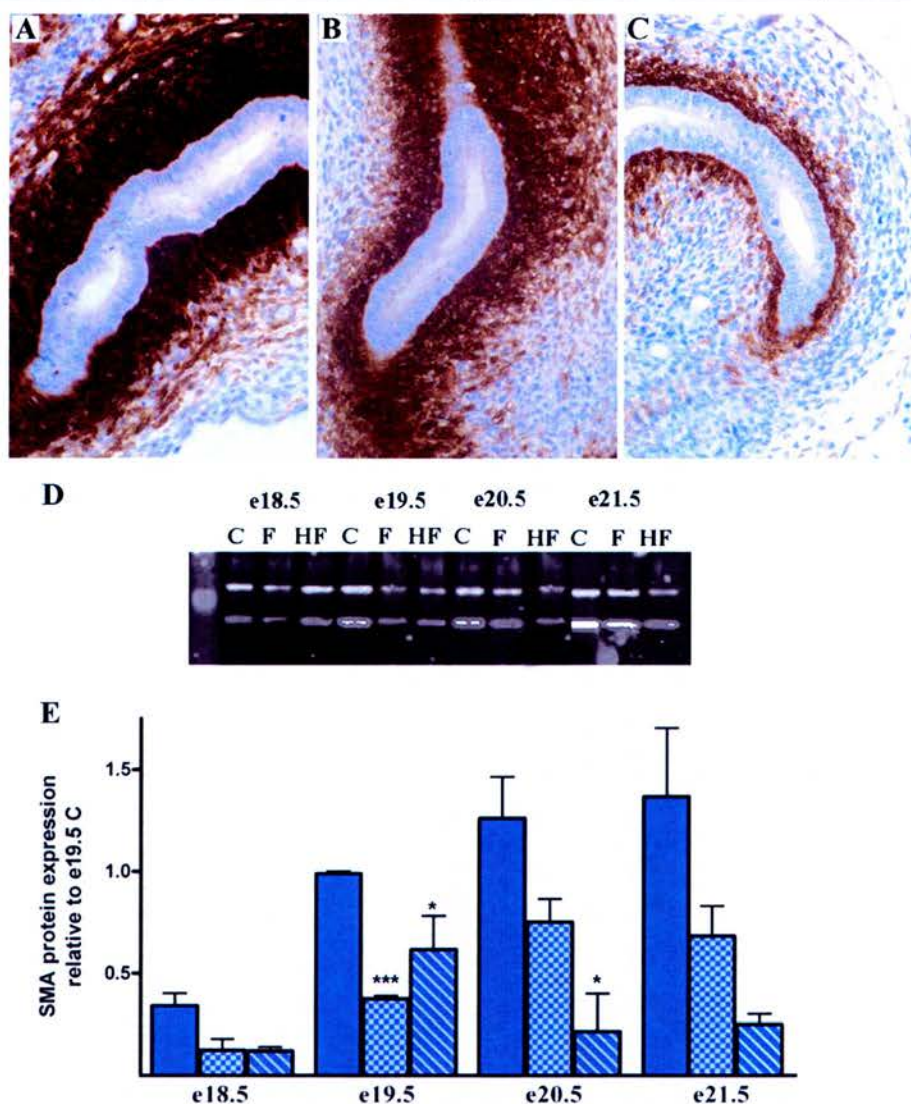 A B C
D
e18.5 e19.5 e20.5 e21.5
C F HF C F HF C F HF C F HF
E
SMA protein expression
relative to e19.5 C
1.5
1.0
0.5
*** * *
e18.5 e19.5 e20.5 e21.5